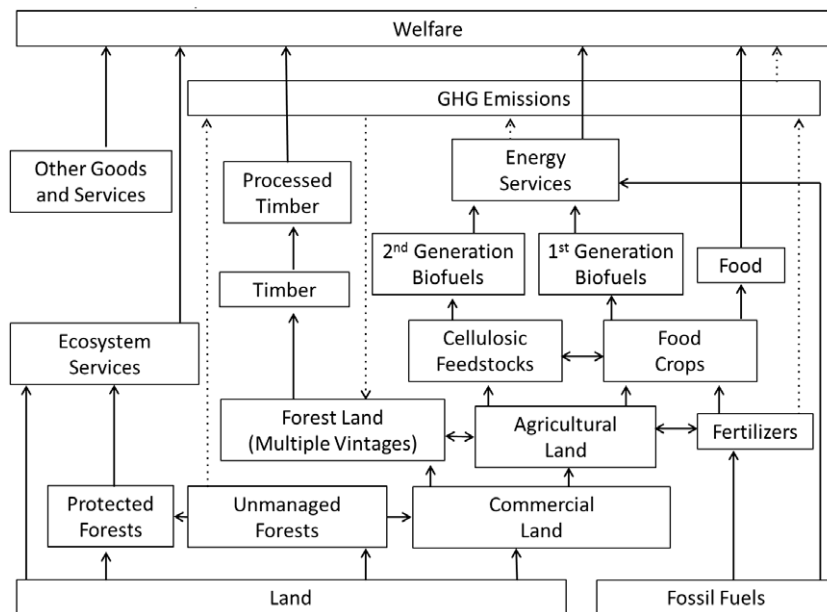 Welfare
GHG Emissions
Other Goods
and Services
Processed
Timber
Energy
Services
2nd Generation
Biofuels
1st Generation
Biofuels
Food
Timber
Ecosystem
Services
Cellulosic
Feedstocks
Food
Crops
Forest Land
(Multiple Vintages)
Agricultural
Land
Fertilizers
Protected
Forests
Unmanaged
Forests
Commercial
Land
Land
Fossil Fuels